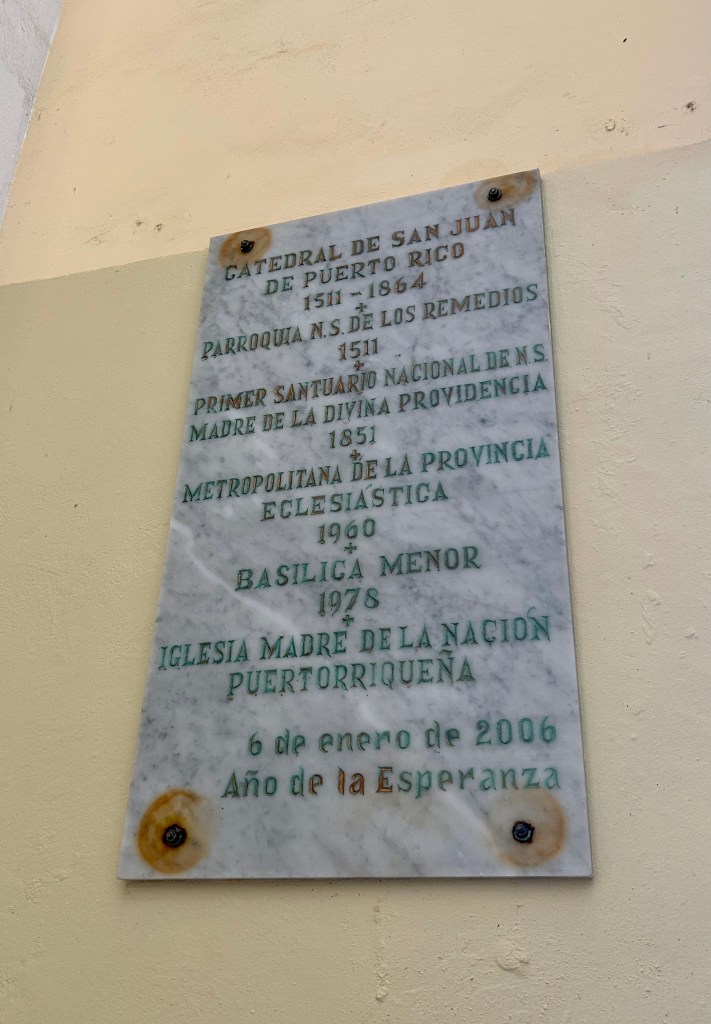 CATEDRAL DE SAN JUAN
DE PUERTO RICO
1511 - 1864
+
PARROQUIA N.S. DE LOS REMEDIOS
1511
+
PRIMER SANTUARIO NACIONAL DE N.S.
MADRE DE LA DIVINA PROVIDENCIA
1851
+
METROPOLITANA DE LA PROVINCIA
ECLESIÁSTICA
1960
+
BASILICA MENOR
1978
+
IGLESIA MADRE DE LA NACIÓN
PUERTORRIQUEÑA
6 de enero de 2006
Año de la Esperanza